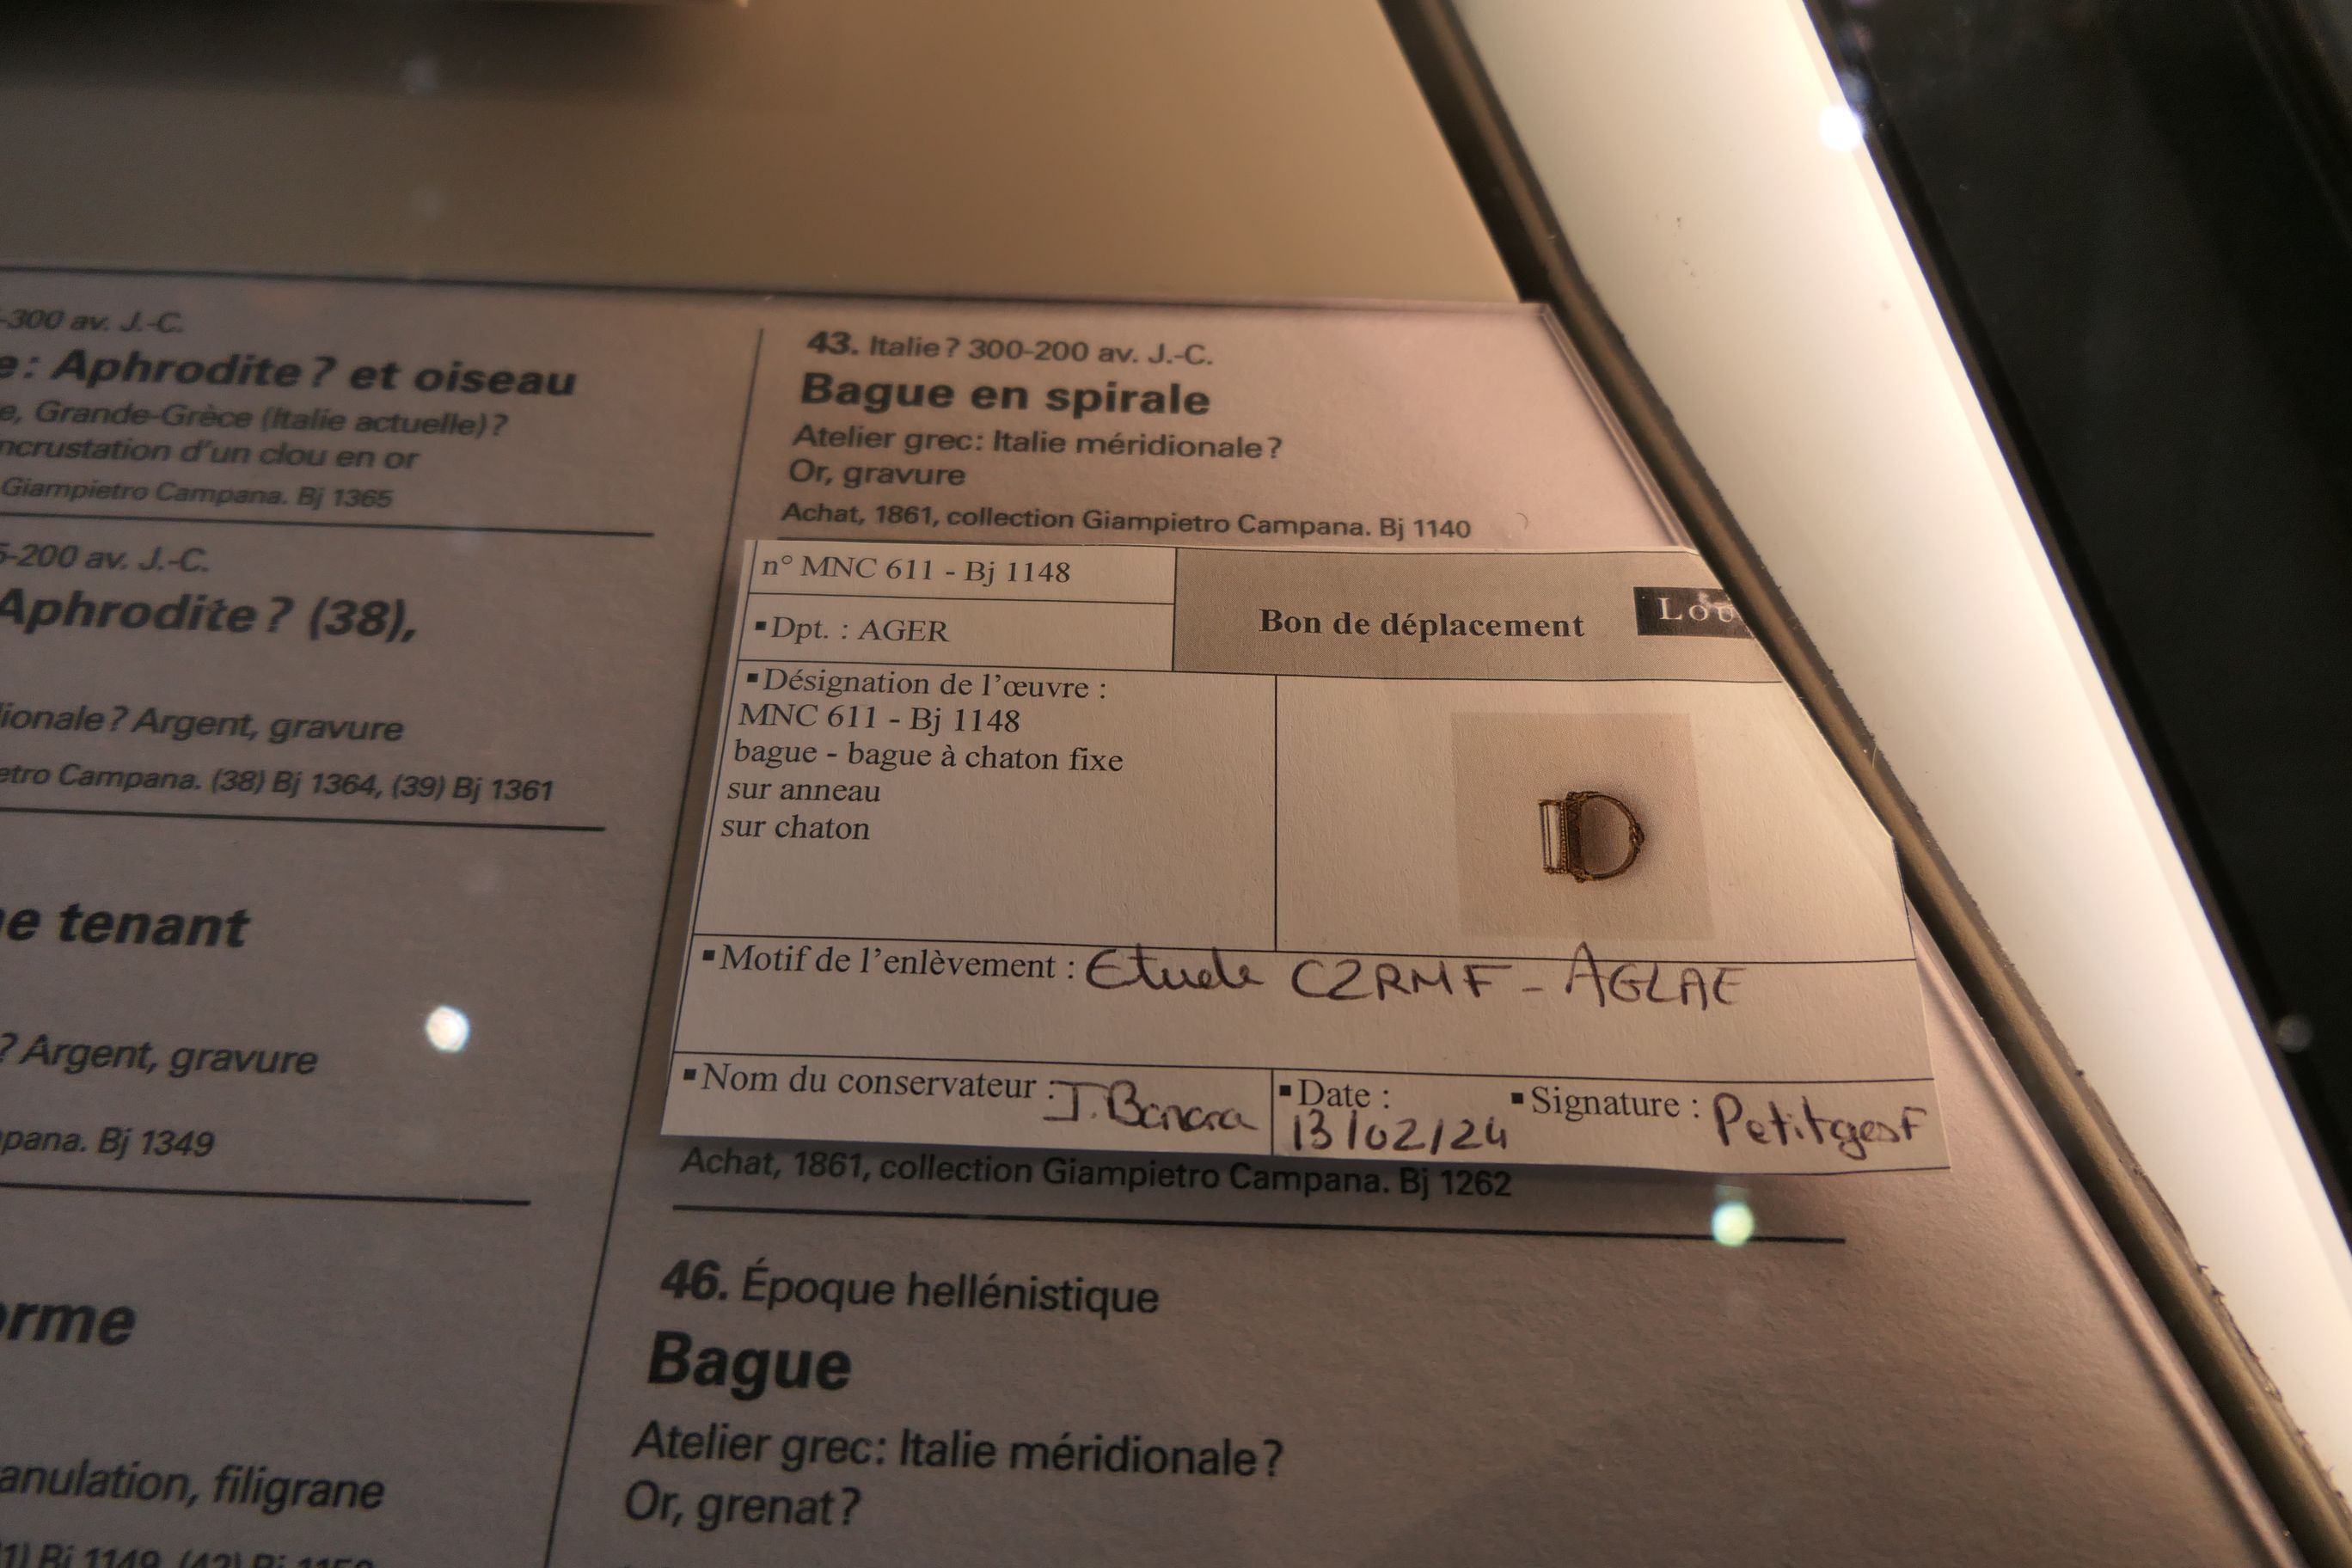 -300 av. J.-C.
e : Aphrodite ? et oiseau
e, Grande-Grèce (Italie actuelle) ?
ncrustation d'un clou en or
Giampietro Campana. Bj 1365
-200 av. J.-C.
Aphrodite ? (38),
ionale ? Argent, gravure
etro Campana. (38) Bj 1364, (39) Bj 1361
e tenant
? Argent, gravure
pana. Bj 1349
orme
anulation, filigrane
43. Italie ? 300-200 av. J.-C.
Bague en spirale
Atelier grec : Italie méridionale ?
Or, gravure
Achat, 1861, collection Giampietro Campana. Bj 1140
n° MNC 611 - Bj 1148
▪Dpt. : AGER
Bon de déplacement
Lou
▪Désignation de l'œuvre :
MNC 611 - Bj 1148
bague - bague à chaton fixe
sur anneau
sur chaton
▪Motif de l'enlèvement : Etude C2RMF - AGLAE
▪Nom du conservateur : J.
▪Date :
13/02/24
▪Signature : PetitgesF
Achat, 1861, collection Giampietro Campana. Bj 1262
46. Époque hellénistique
Bague
Atelier grec : Italie méridionale ?
Or, grenat ?